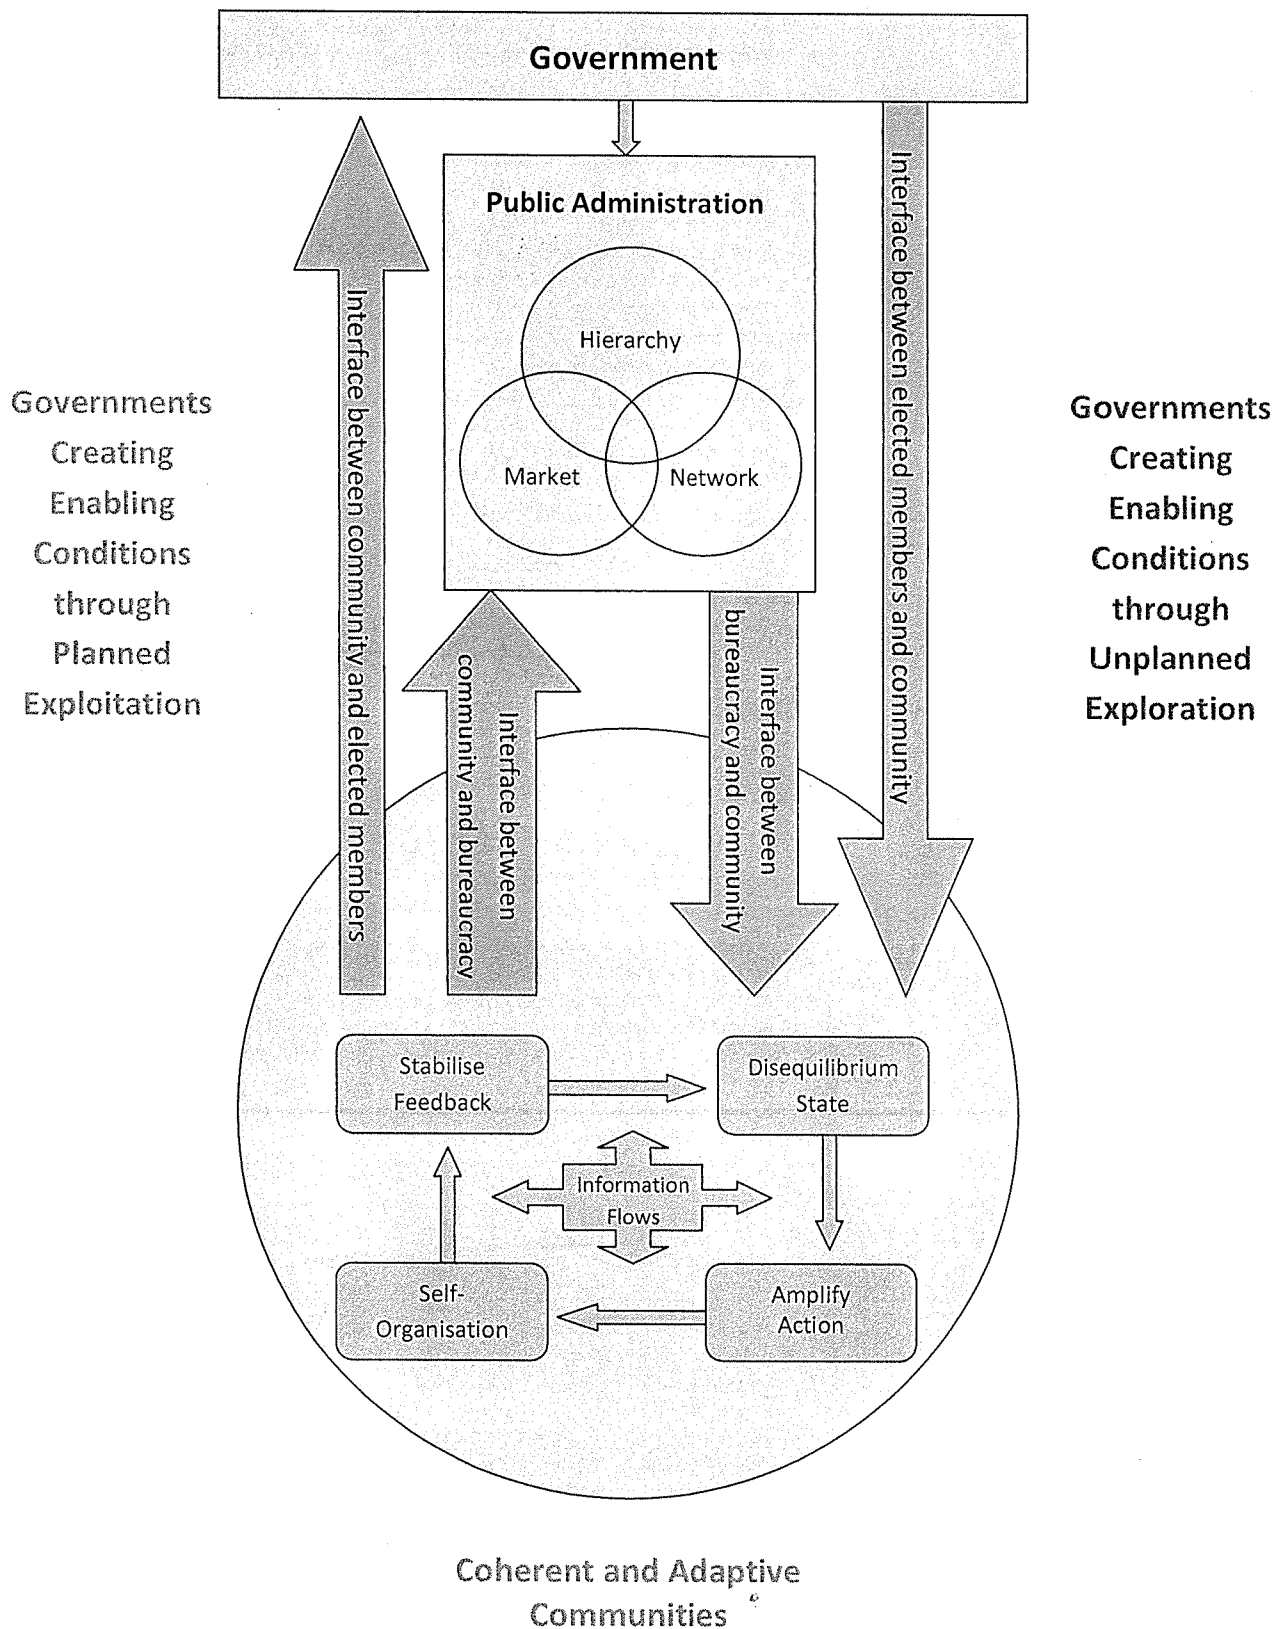 Government
Public Administration
Hierarchy
Market
Network
Governments
Creating
Enabling
Conditions
through
Planned
Exploitation
Interface between community and elected members
Interface between
community and bureaucracy
Interface between
bureaucracy and community
Interface between elected members and community
Governments
Creating
Enabling
Conditions
through
Unplanned
Exploration
Stabilise
Feedback
Disequilibrium
State
Information
Flows
Self-
Organisation
Amplify
Action
Coherent and Adaptive
Communities